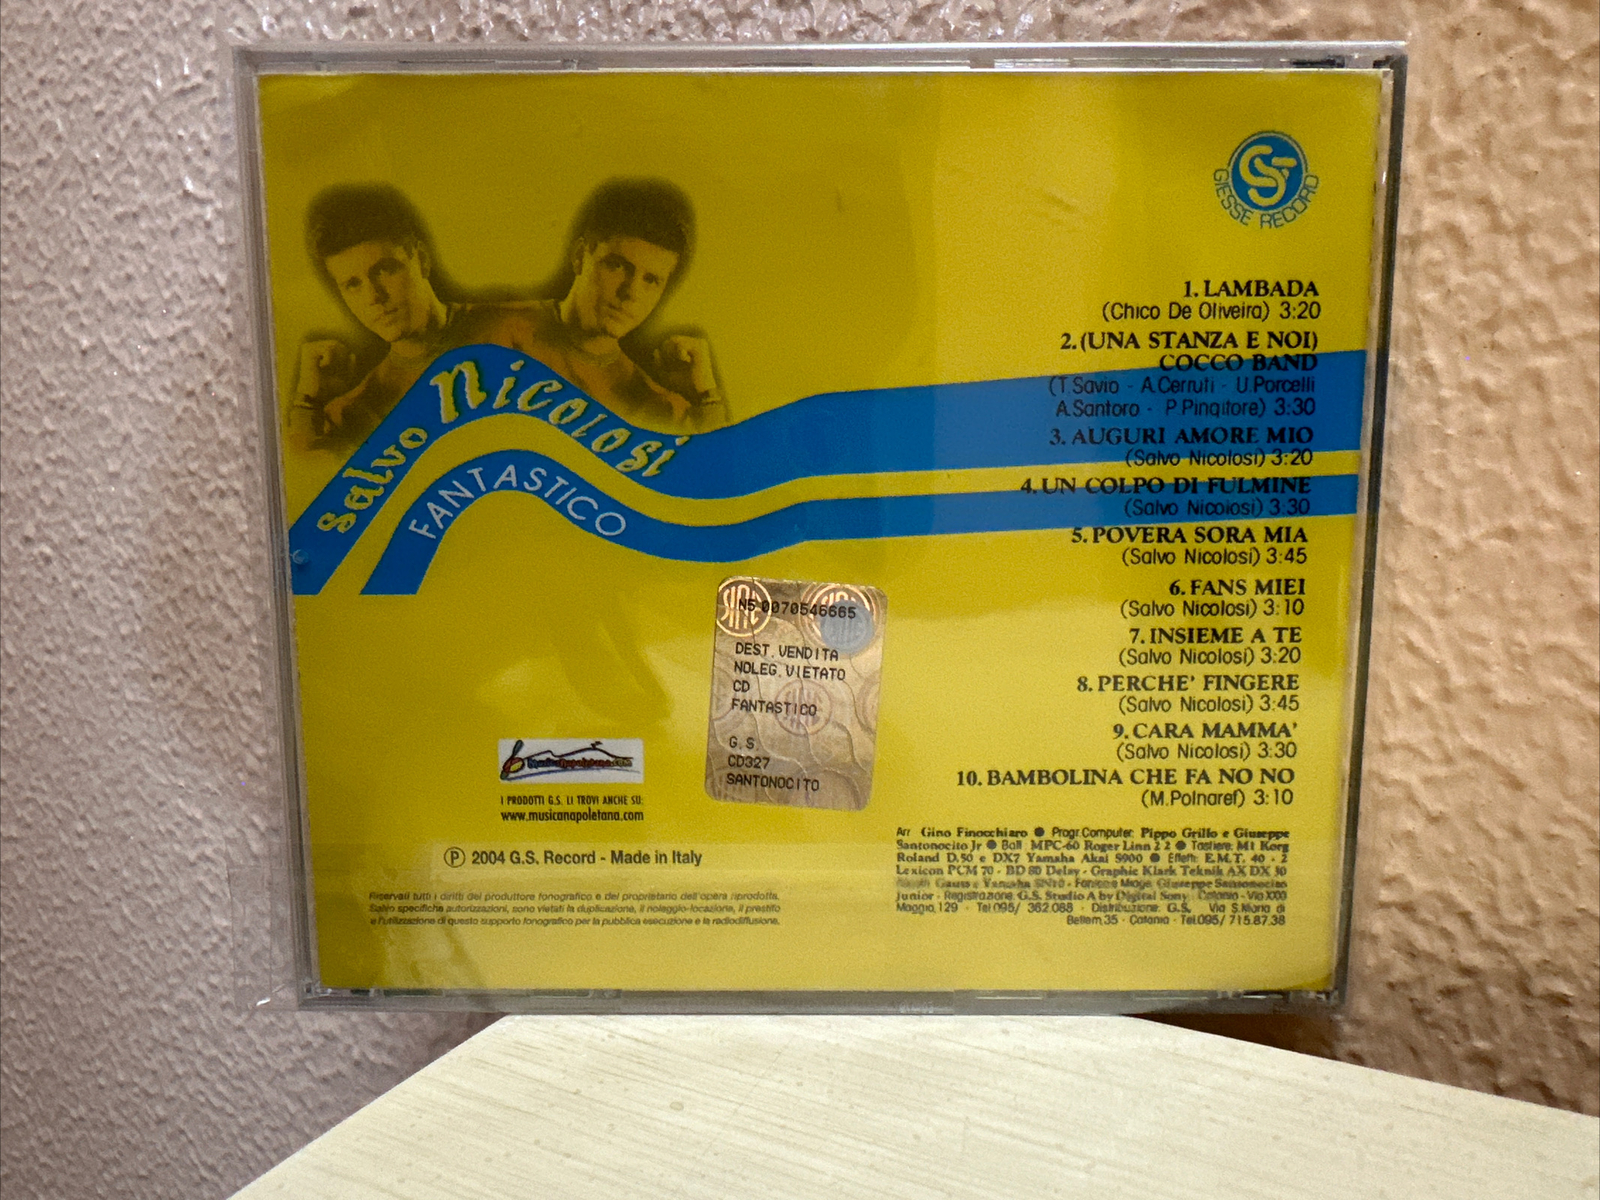 GIESSE RECORD
Salvo Nicolosi
FANTASTICO
1. LAMBADA
(Chico De Oliveira) 3:20
2. (UNA STANZA E NOI)
COCCO BAND
(T.Savio - A.Cerruti - U.Porcelli
A.Santoro - P.Pingitore) 3:30
3. AUGURI AMORE MIO
(Salvo Nicolosi) 3:20
4. UN COLPO DI FULMINE
(Salvo Nicolosi) 3:30
5. POVERA SORA MIA
(Salvo Nicolosi) 3:45
6. FANS MIEI
(Salvo Nicolosi) 3:10
7. INSIEME A TE
(Salvo Nicolosi) 3:20
8. PERCHE' FINGERE
(Salvo Nicolosi) 3:45
9. CARA MAMMA'
(Salvo Nicolosi) 3:30
10. BAMBOLINA CHE FA NO NO
(M.Polnaref) 3:10
N5 0070546665
DEST.VENDITA
NOLEG.VIETATO
CD
FANTASTICO
G.S.
CD327
SANTONOCITO
I PRODOTTI G.S. LI TROVI ANCHE SU:
www.musicanapoletana.com
Ⓟ 2004 G.S. Record - Made in Italy
Riservati tutti i diritti del produttore fonografico e del proprietario dell'opera riprodotta.
Salvo specifiche autorizzazioni, sono vietati la duplicazione, il noleggio-locazione, il prestito
e l'utilizzazione di questo supporto fonografico per la pubblica esecuzione e la radiodiffusione.
Arr. Gino Finocchiaro ● Progr.Computer: Pippo Grillo e Giuseppe
Santonocito Jr ● Batt: MPC-60 Roger Linn 2 2 ● Tastiere: M1 Korg
Roland D.50 e DX7 Yamaha Akai S900 ● Effetti: E.M.T. 40 - 2
Lexicon PCM 70 - BD 80 Delay - Graphic Klark Teknik AX DX 30
Gauss e Yamaha SN10 - Fonico e Mixage: Giuseppe Santonocito
Junior - Registrazione: G.S. Studio A by Digital Sony Catania - Via XXXI
Maggio, 129 - Tel.095/ 362.088 - Distribuzione: G.S. Via S.Maria di
Betlem,35 - Catania - Tel.095/ 715.87.38